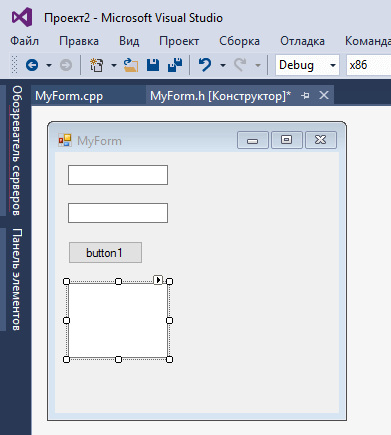 Проект2 - Microsoft Visual Studio
Файл Правка Вид Проект Сборка Отладка Команда
Debug x86
MyForm.cpp MyForm.h [Конструктор]*
Обозреватель серверов
Панель элементов
MyForm
button1